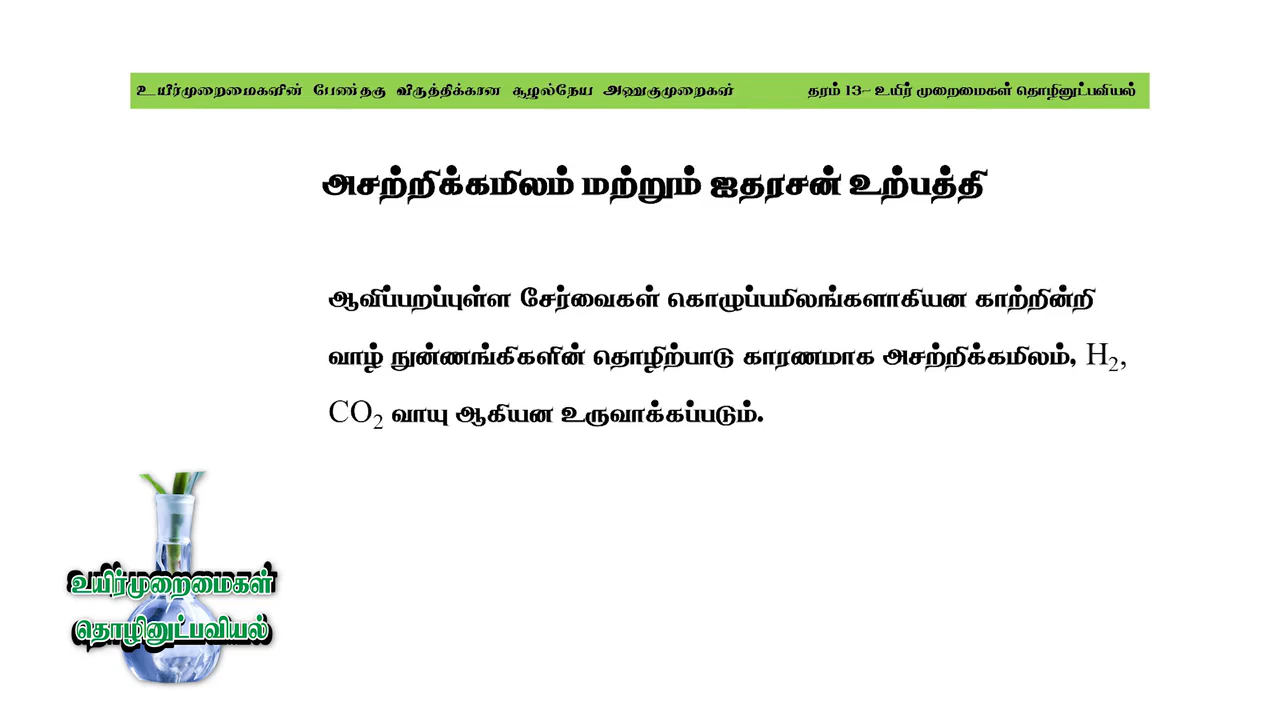 உயிர்முறைமைகளின் பேண்தகு விருத்திக்கான சூழல்நேய அணுகுமுறைகள் தரம் 13– உயிர் முறைமைகள் தொழினுட்பவியல்
அசற்றிக்கமிலம் மற்றும் ஐதரசன் உற்பத்தி
ஆவிப்பறப்புள்ள சேர்வைகள் கொழுப்பமிலங்களாகியன காற்றின்றி
வாழ் நுண்ணங்கிகளின் தொழிற்பாடு காரணமாக அசற்றிக்கமிலம், H₂,
CO₂ வாயு ஆகியன உருவாக்கப்படும்.
உயிர்முறைமைகள்
தொழினுட்பவியல்